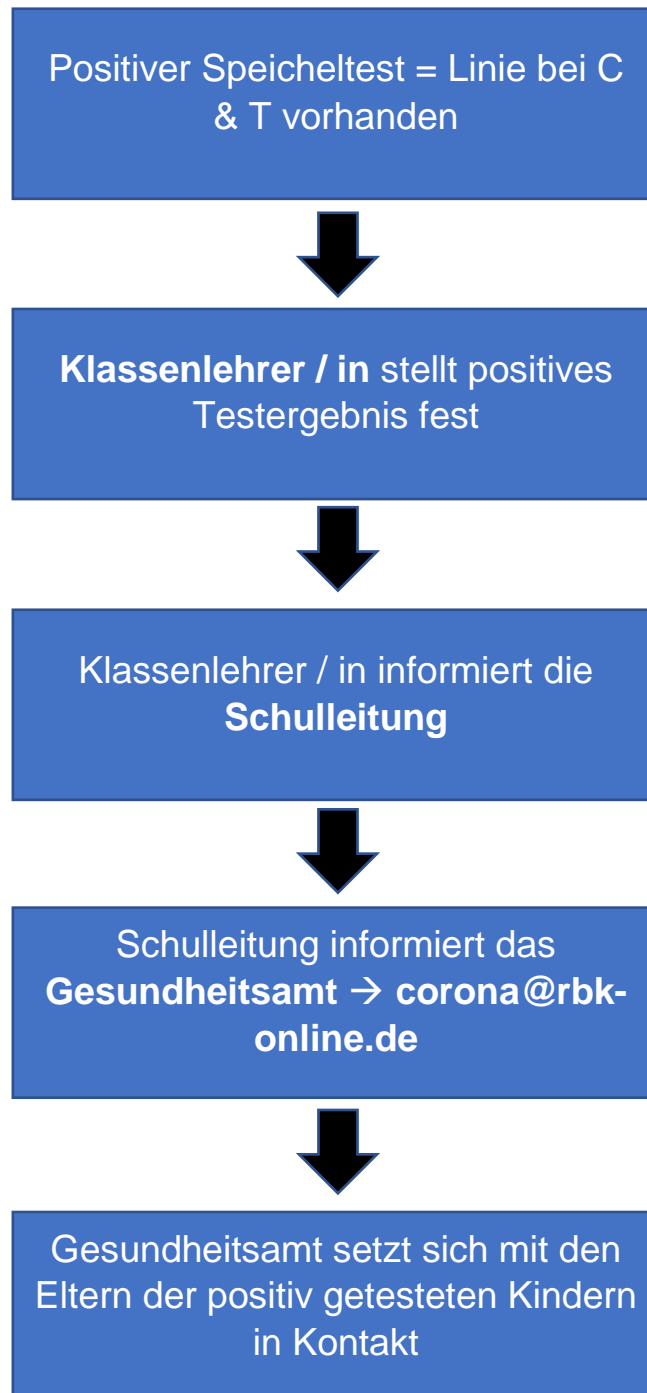 Positiver Speicheltest = Linie bei C
& T vorhanden
Klassenlehrer / in stellt positives
Testergebnis fest
Klassenlehrer / in informiert die
Schulleitung
Schulleitung informiert das
Gesundheitsamt → corona@rbk-
online.de
Gesundheitsamt setzt sich mit den
Eltern der positiv getesteten Kindern
in Kontakt